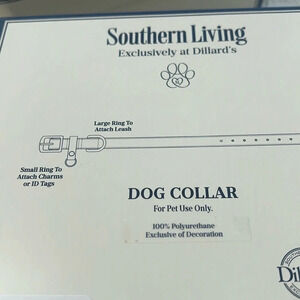 Southern Living
Exclusively at Dillard's
Large Ring To
Attach Leash
Small Ring To
Attach Charms
or ID Tags
DOG COLLAR
For Pet Use Only.
100% Polyurethane
Exclusive of Decoration